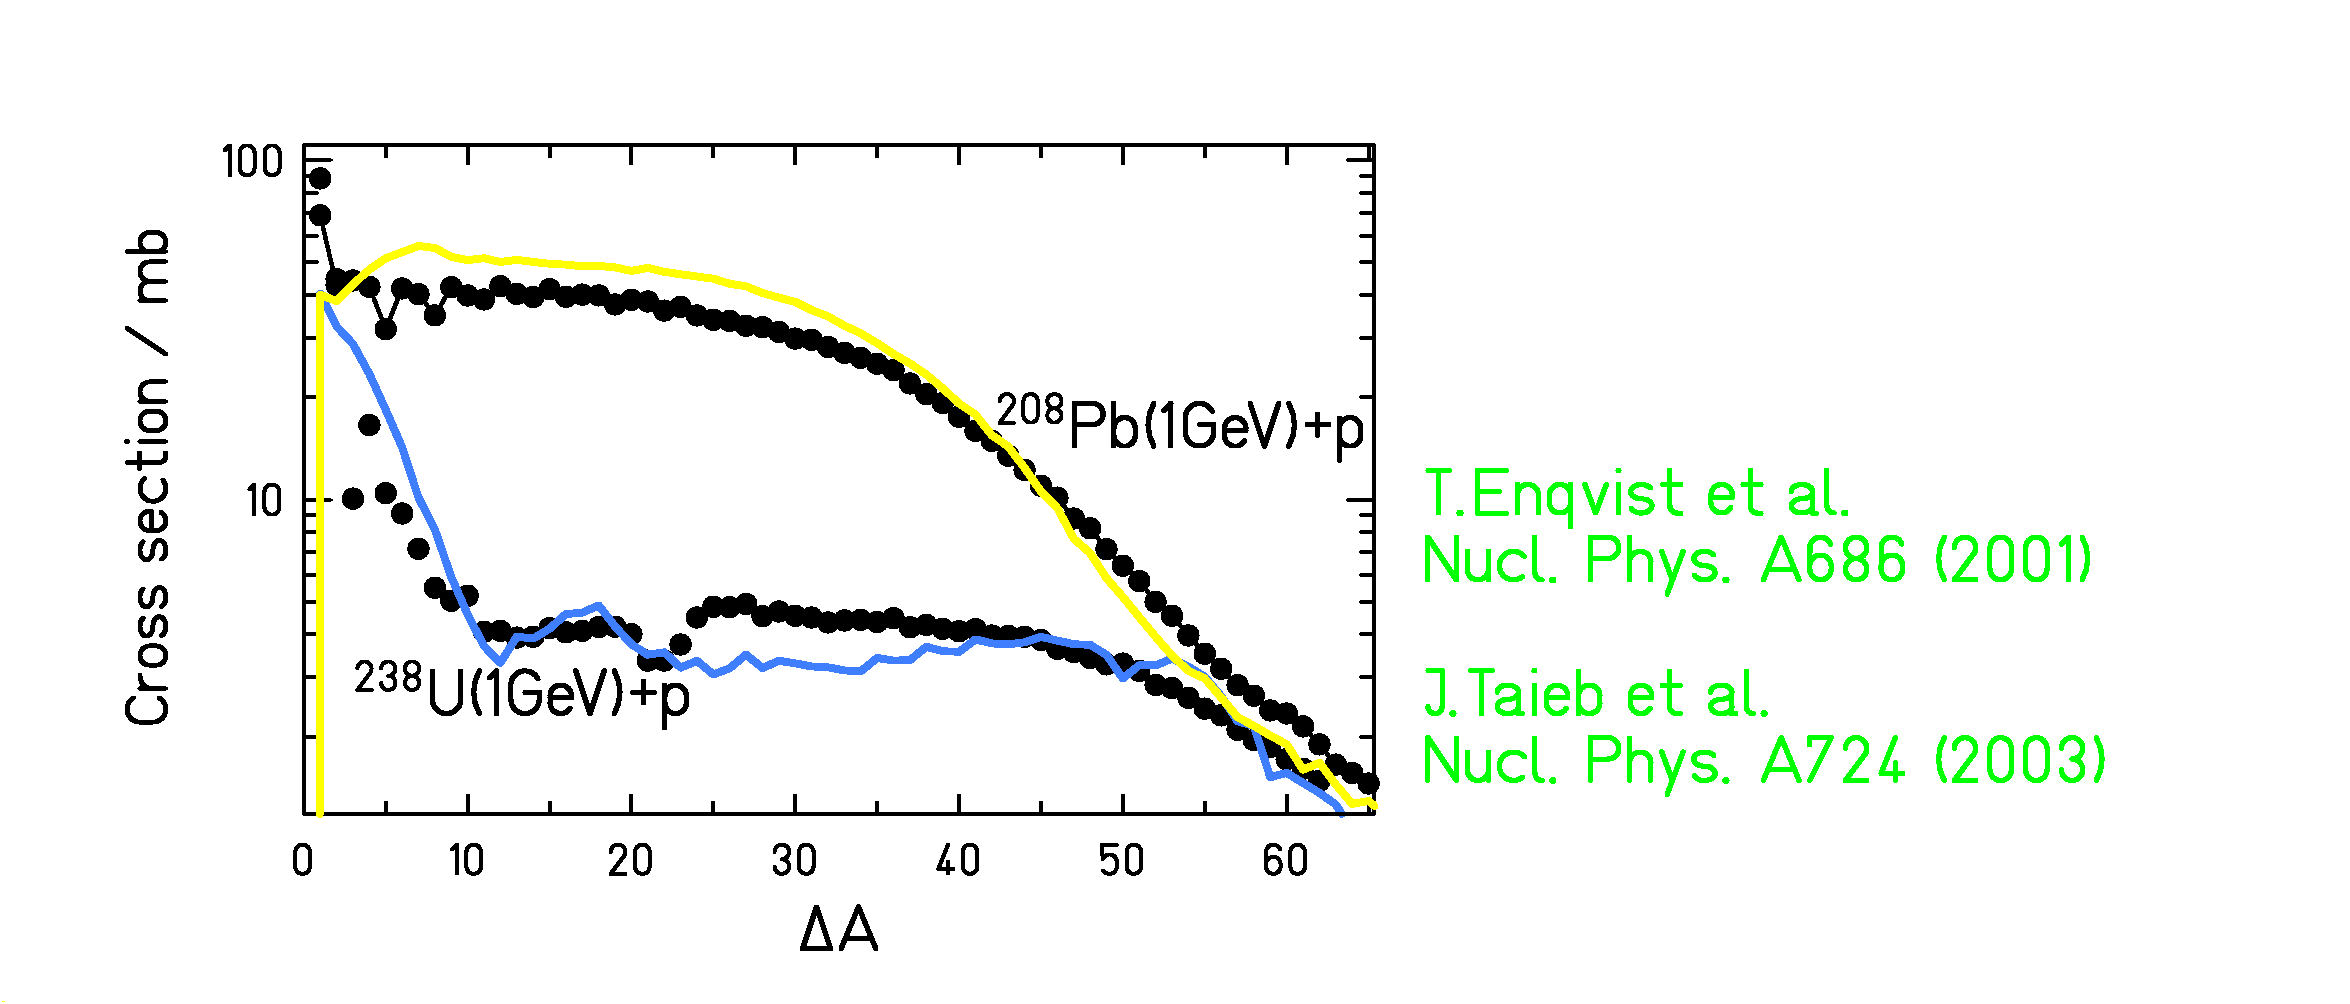 100
10
Cross section / mb
²⁰⁸Pb(1GeV)+p
²³⁸U(1GeV)+p
0 10 20 30 40 50 60
ΔA
T.Enqvist et al.
Nucl. Phys. A686 (2001)
J.Taieb et al.
Nucl. Phys. A724 (2003)